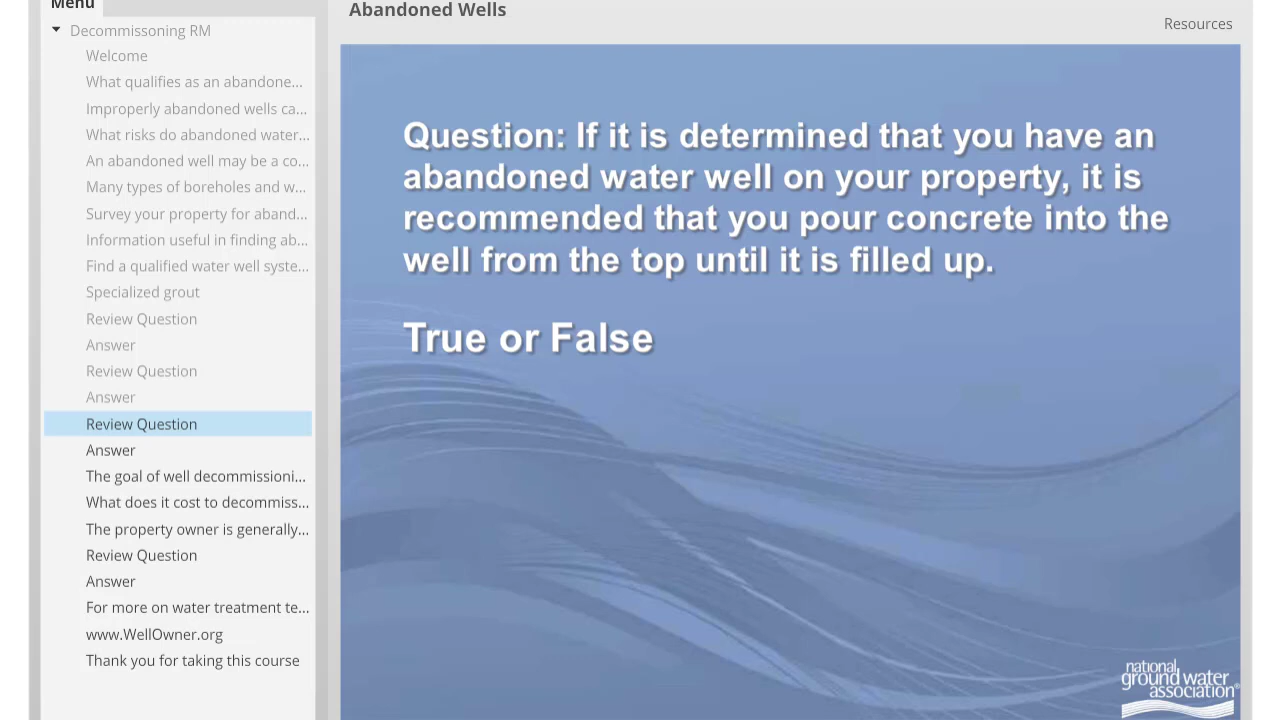 Menu
Abandoned Wells
Resources
Decommissoning RM
Welcome
What qualifies as an abandone...
Improperly abandoned wells ca...
What risks do abandoned water...
An abandoned well may be a co...
Many types of boreholes and w...
Survey your property for aband...
Information useful in finding ab...
Find a qualified water well syste...
Specialized grout
Review Question
Answer
Review Question
Answer
Review Question
Answer
The goal of well decommissioni...
What does it cost to decommiss...
The property owner is generally...
Review Question
Answer
For more on water treatment te...
www.WellOwner.org
Thank you for taking this course
Question: If it is determined that you have an
abandoned water well on your property, it is
recommended that you pour concrete into the
well from the top until it is filled up.
True or False
national
ground water
association®